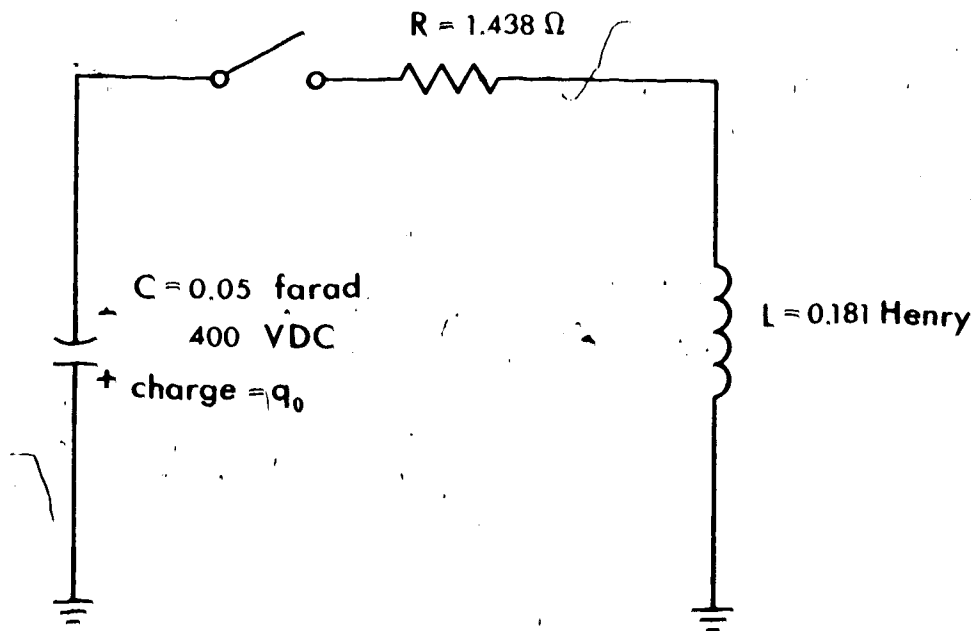 R = 1.438 Ω
C = 0.05 farad
- 400 VDC
+ charge = q₀
L = 0.181 Henry